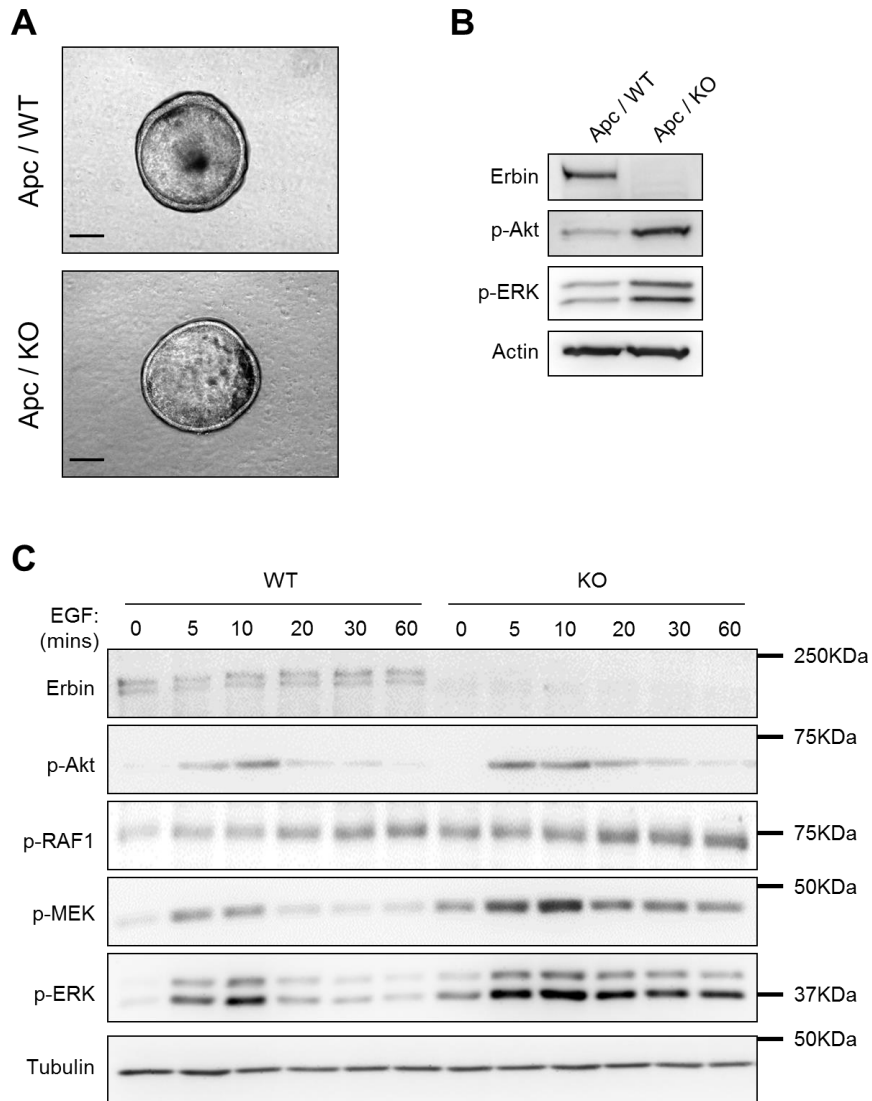 A
Apc / WT
Apc / KO
B
Apc / WT Apc / KO
Erbin
p-Akt
p-ERK
Actin
C
WT KO
EGF: (mins) 0 5 10 20 30 60 0 5 10 20 30 60
250KDa
Erbin
75KDa
p-Akt
p-RAF1 75KDa
50KDa
p-MEK
p-ERK 37KDa
50KDa
Tubulin